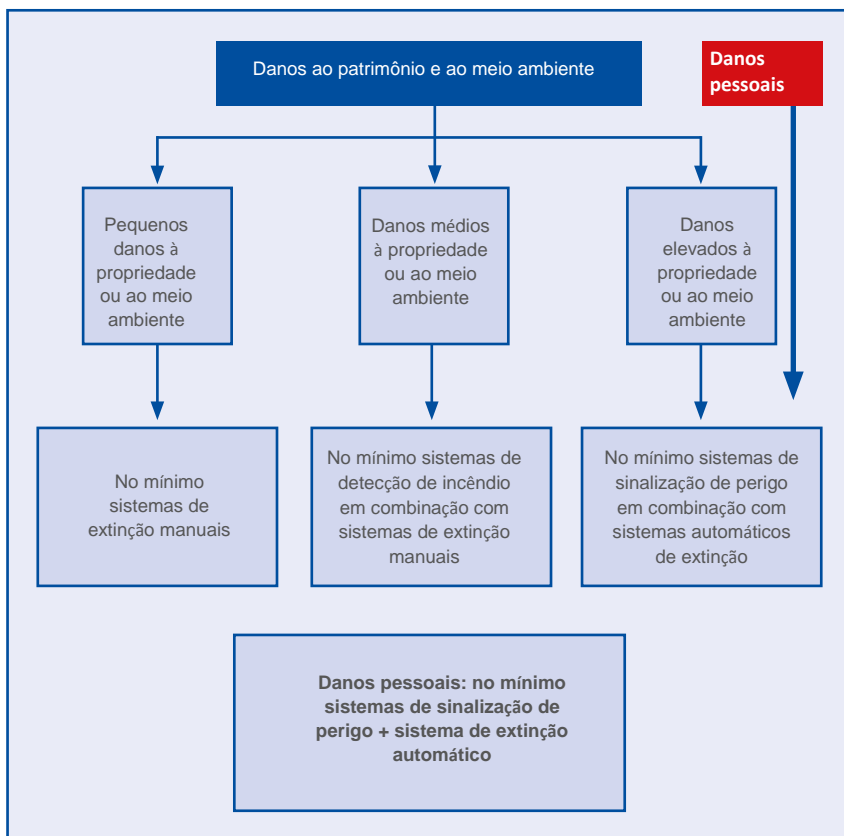 Danos ao patrimônio e ao meio ambiente
Danos
pessoais
Pequenos
danos à
propriedade
ou ao meio
ambiente
Danos médios
à propriedade
ou ao meio
ambiente
Danos
elevados à
propriedade
ou ao meio
ambiente
No mínimo
sistemas de
extinção manuais
No mínimo sistemas de
detecção de incêndio
em combinação com
sistemas de extinção
manuais
No mínimo sistemas de
sinalização de perigo
em combinação com
sistemas automáticos
de extinção
Danos pessoais: no mínimo
sistemas de sinalização de
perigo + sistema de extinção
automático